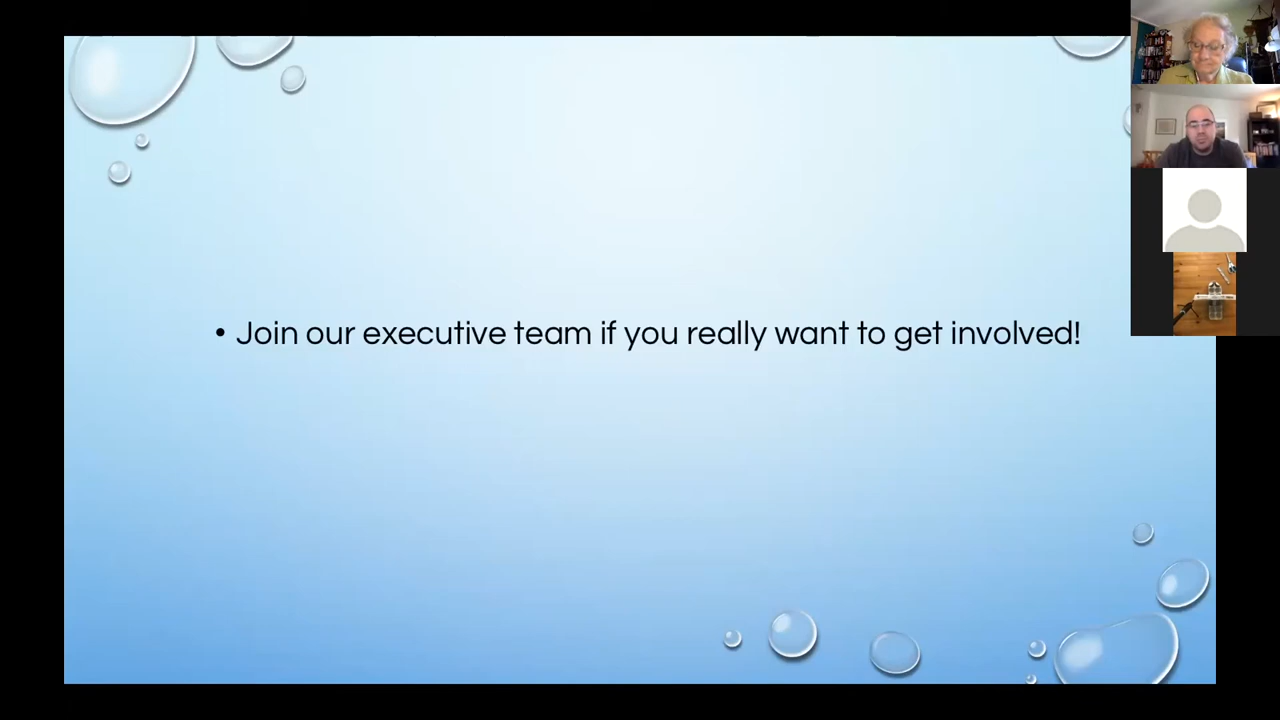 • Join our executive team if you really want to get involved!